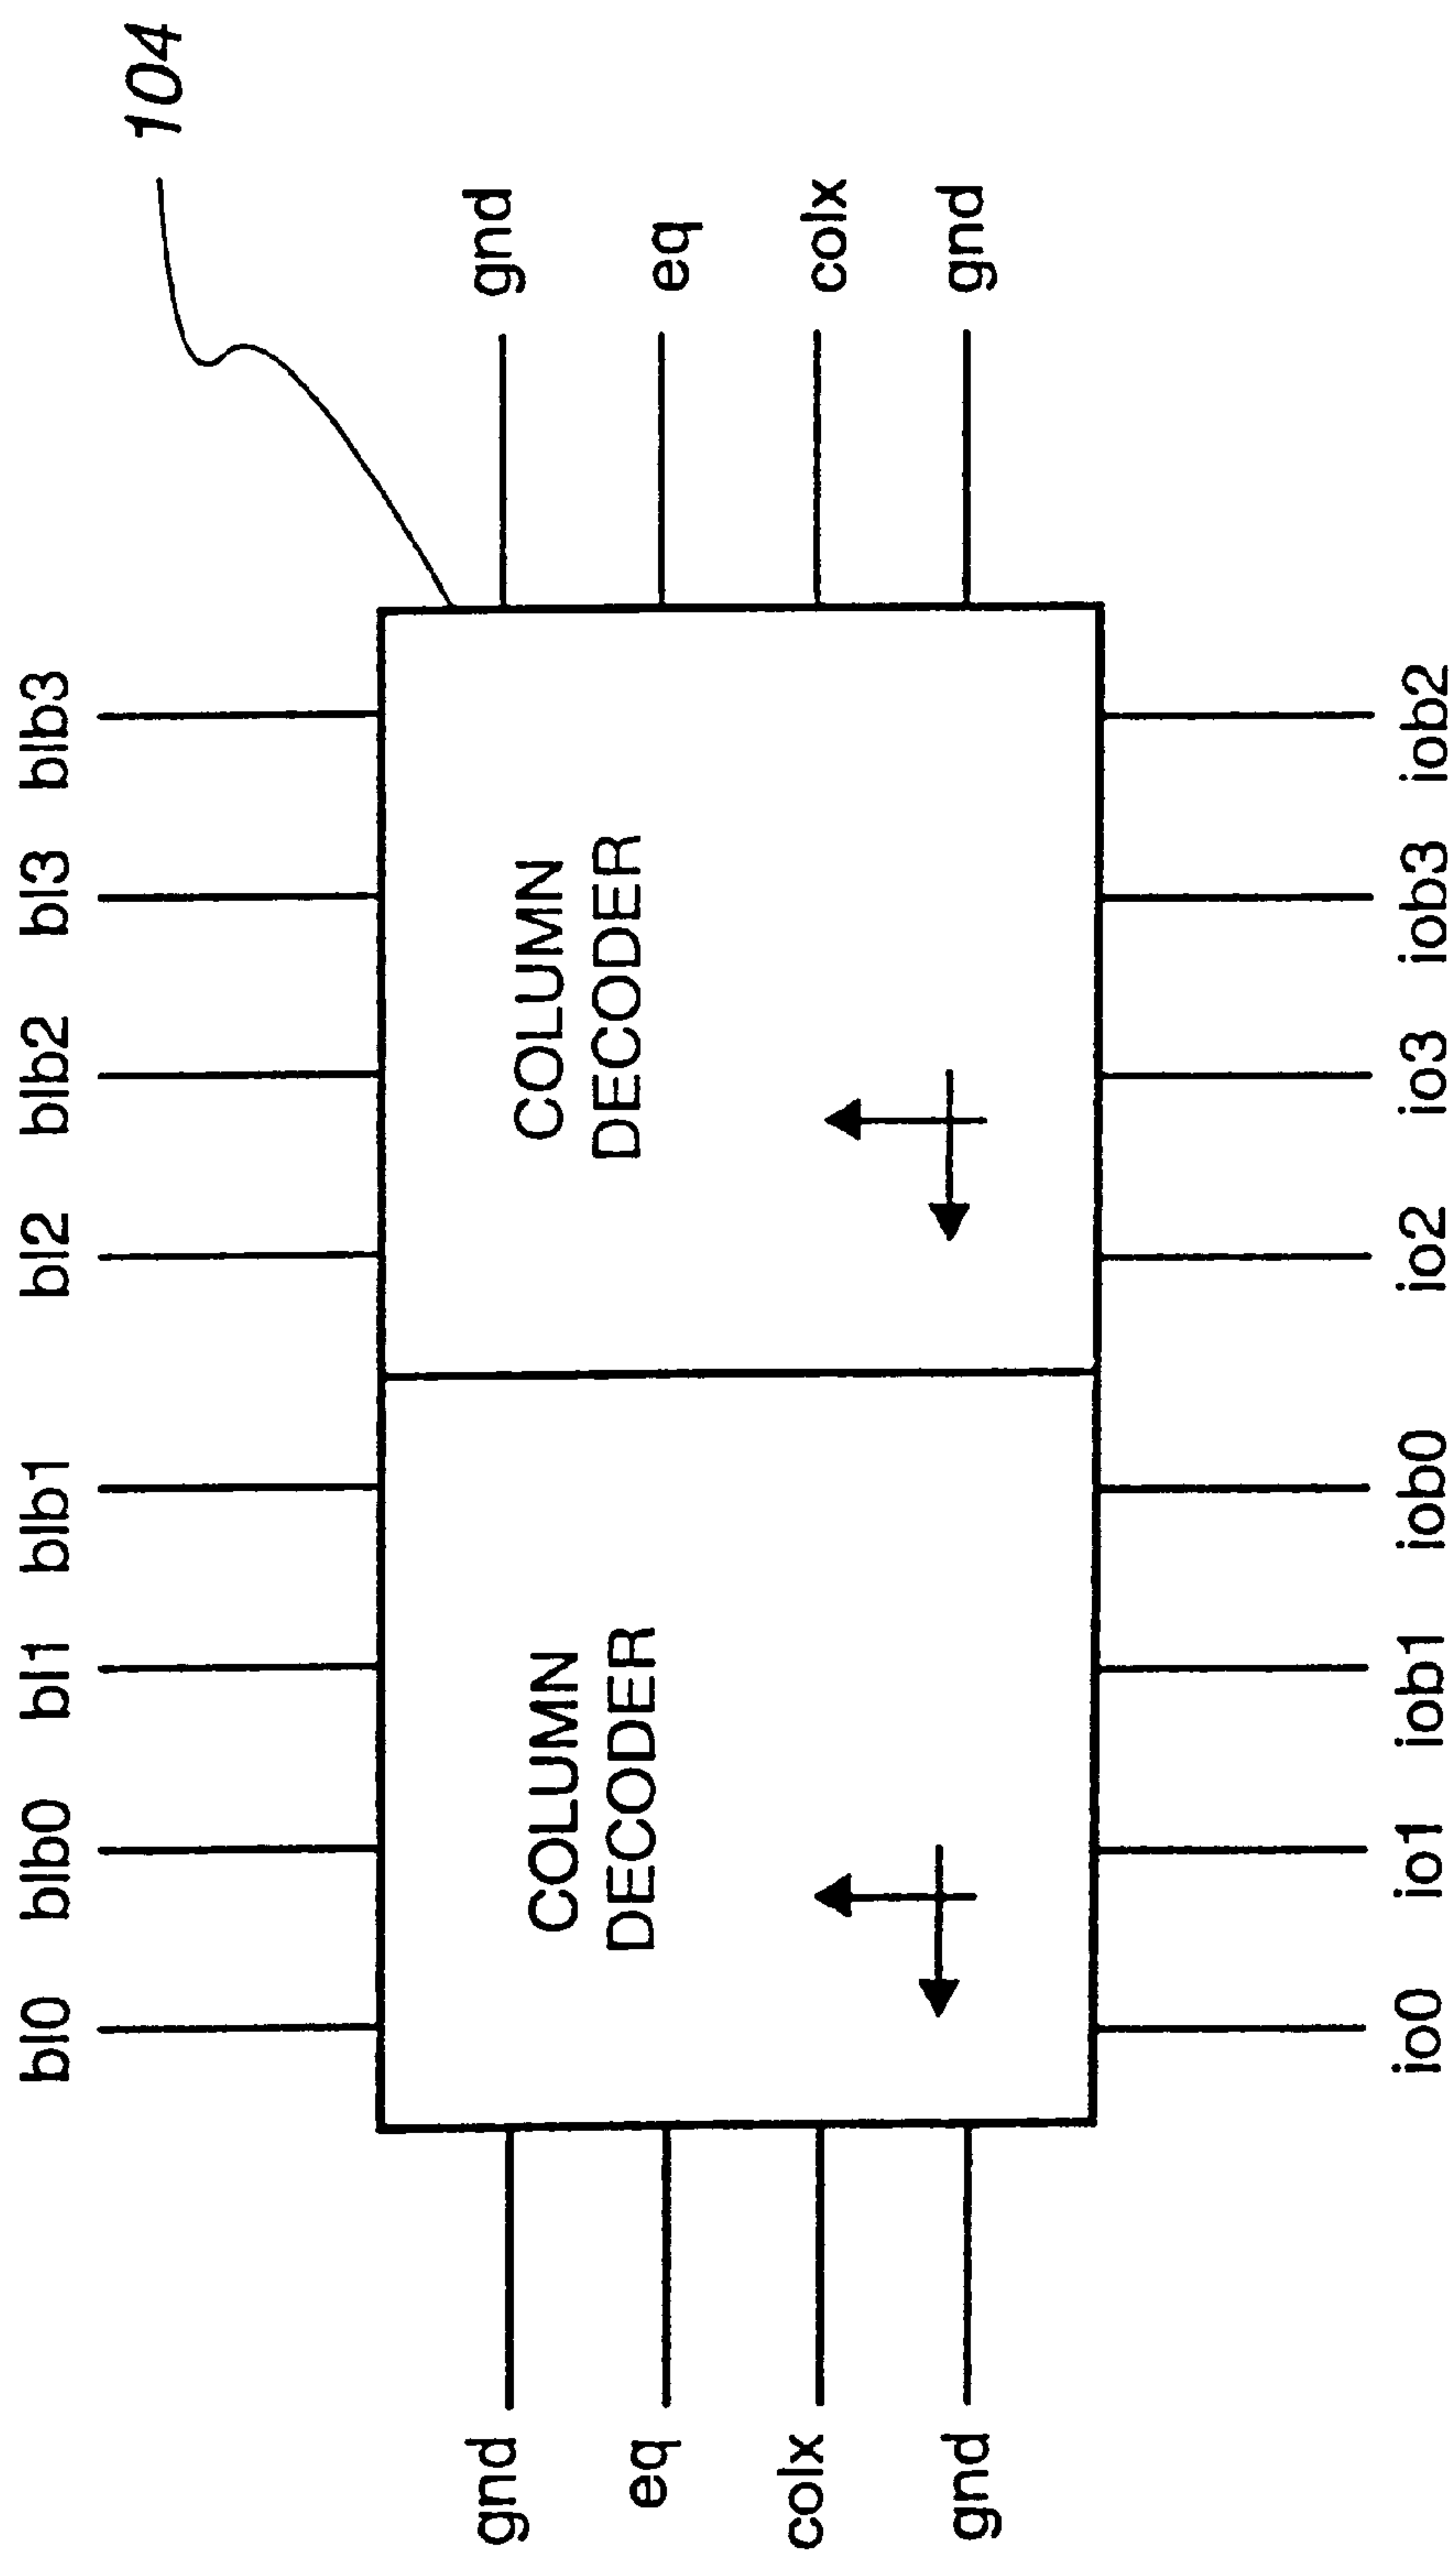 104
bl0 blb0 bl1 blb1 bl2 blb2 bl3 blb3
gnd
eq
colx
gnd
COLUMN
DECODER
COLUMN
DECODER
gnd
eq
colx
gnd
io0 io1 iob1 iob0 io2 io3 iob3 iob2